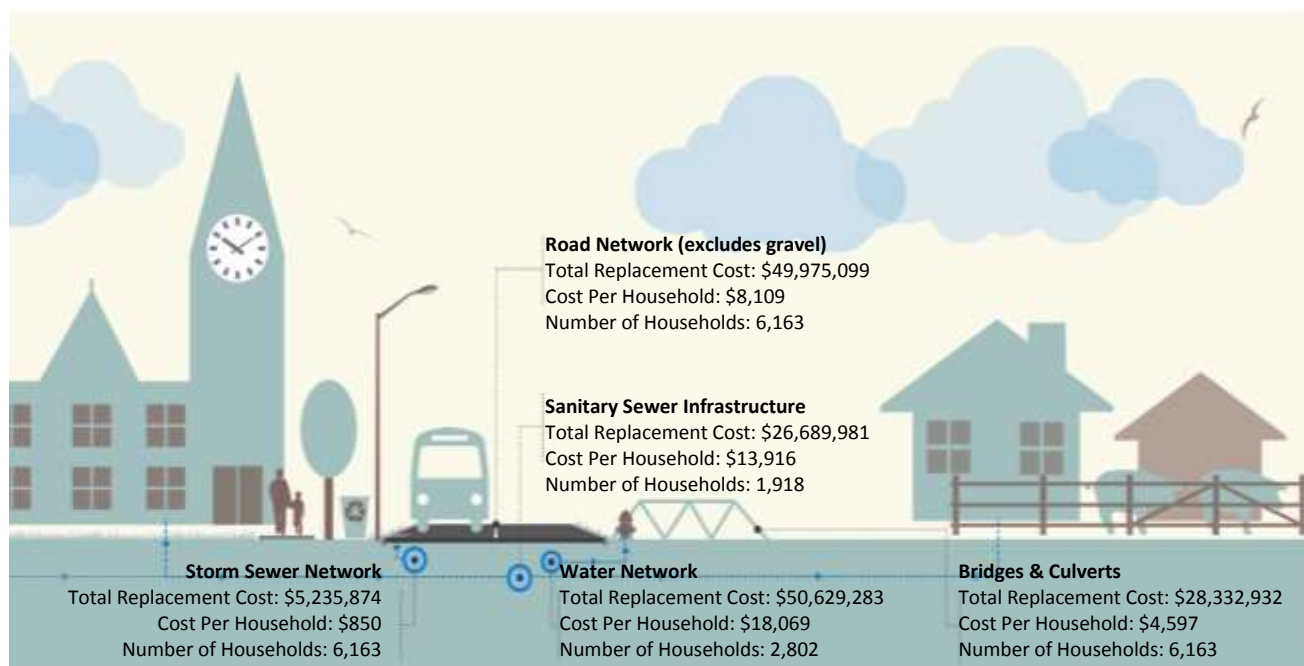 Road Network (excludes gravel)
Total Replacement Cost: $49,975,099
Cost Per Household: $8,109
Number of Households: 6,163
Sanitary Sewer Infrastructure
Total Replacement Cost: $26,689,981
Cost Per Household: $13,916
Number of Households: 1,918
Storm Sewer Network
Total Replacement Cost: $5,235,874
Cost Per Household: $850
Number of Households: 6,163
Water Network
Total Replacement Cost: $50,629,283
Cost Per Household: $18,069
Number of Households: 2,802
Bridges & Culverts
Total Replacement Cost: $28,332,932
Cost Per Household: $4,597
Number of Households: 6,163